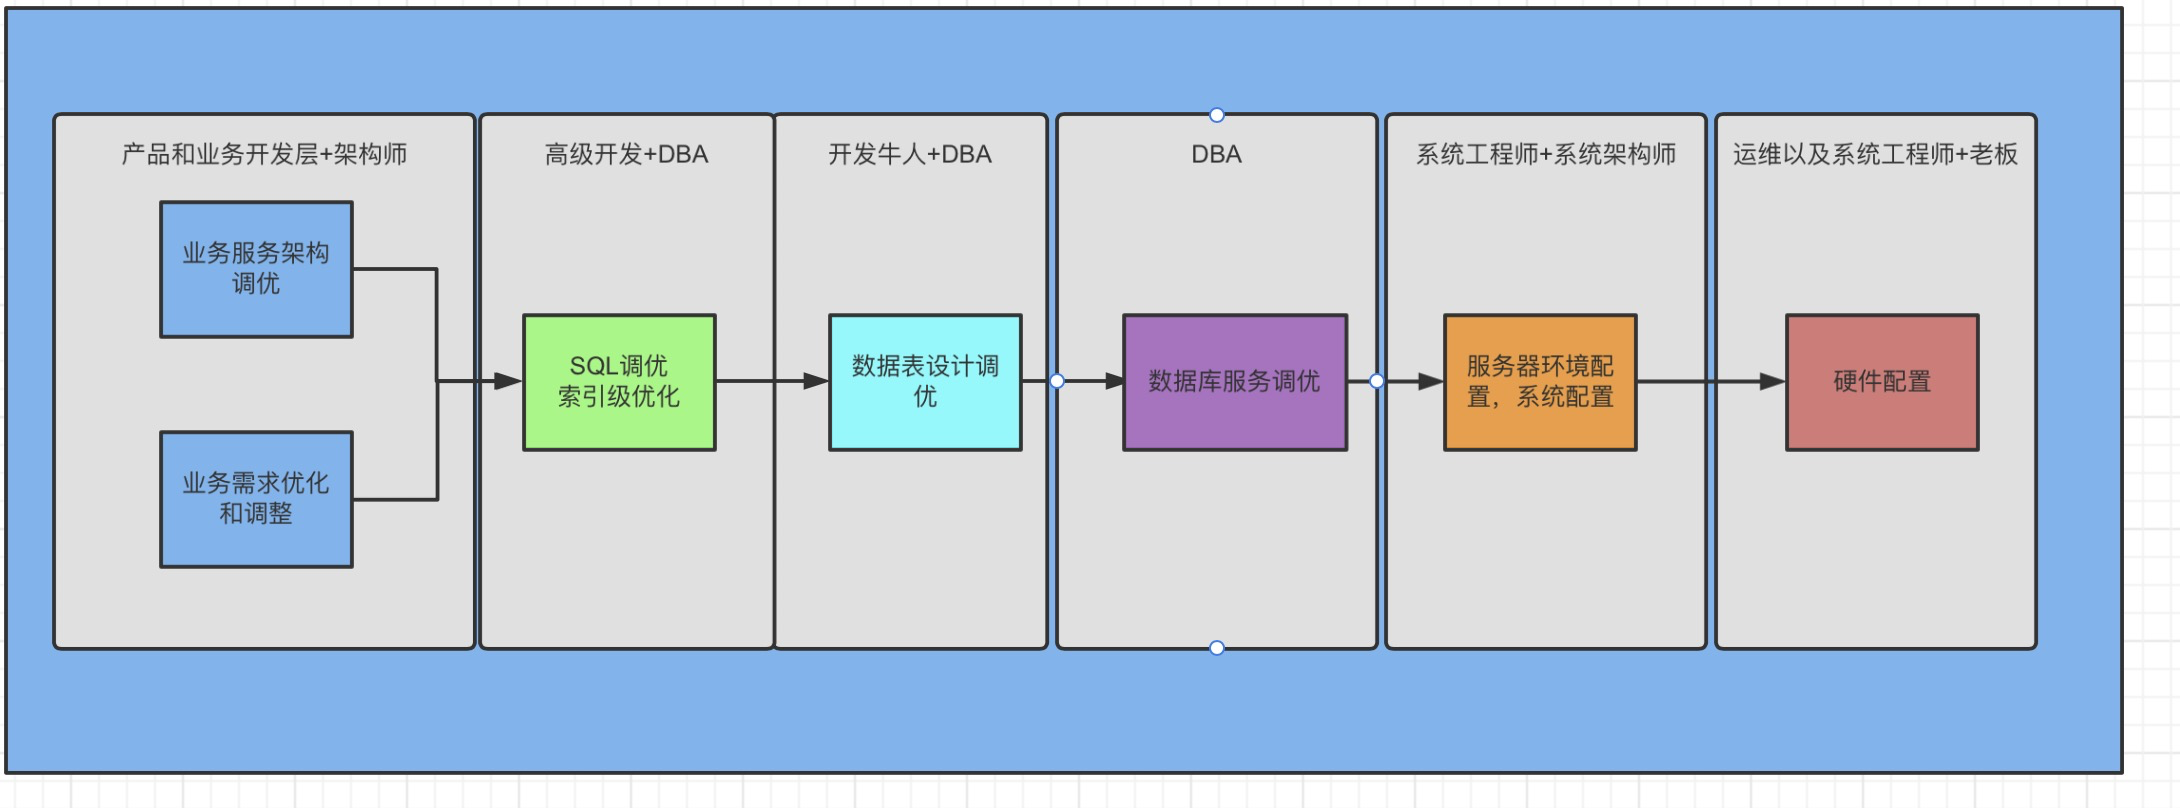 产品和业务开发层+架构师
业务服务架构
调优
业务需求优化
和调整
高级开发+DBA
SQL调优
索引级优化
开发牛人+DBA
数据表设计调
优
DBA
数据库服务调优
系统工程师+系统架构师
服务器环境配
置，系统配置
运维以及系统工程师+老板
硬件配置